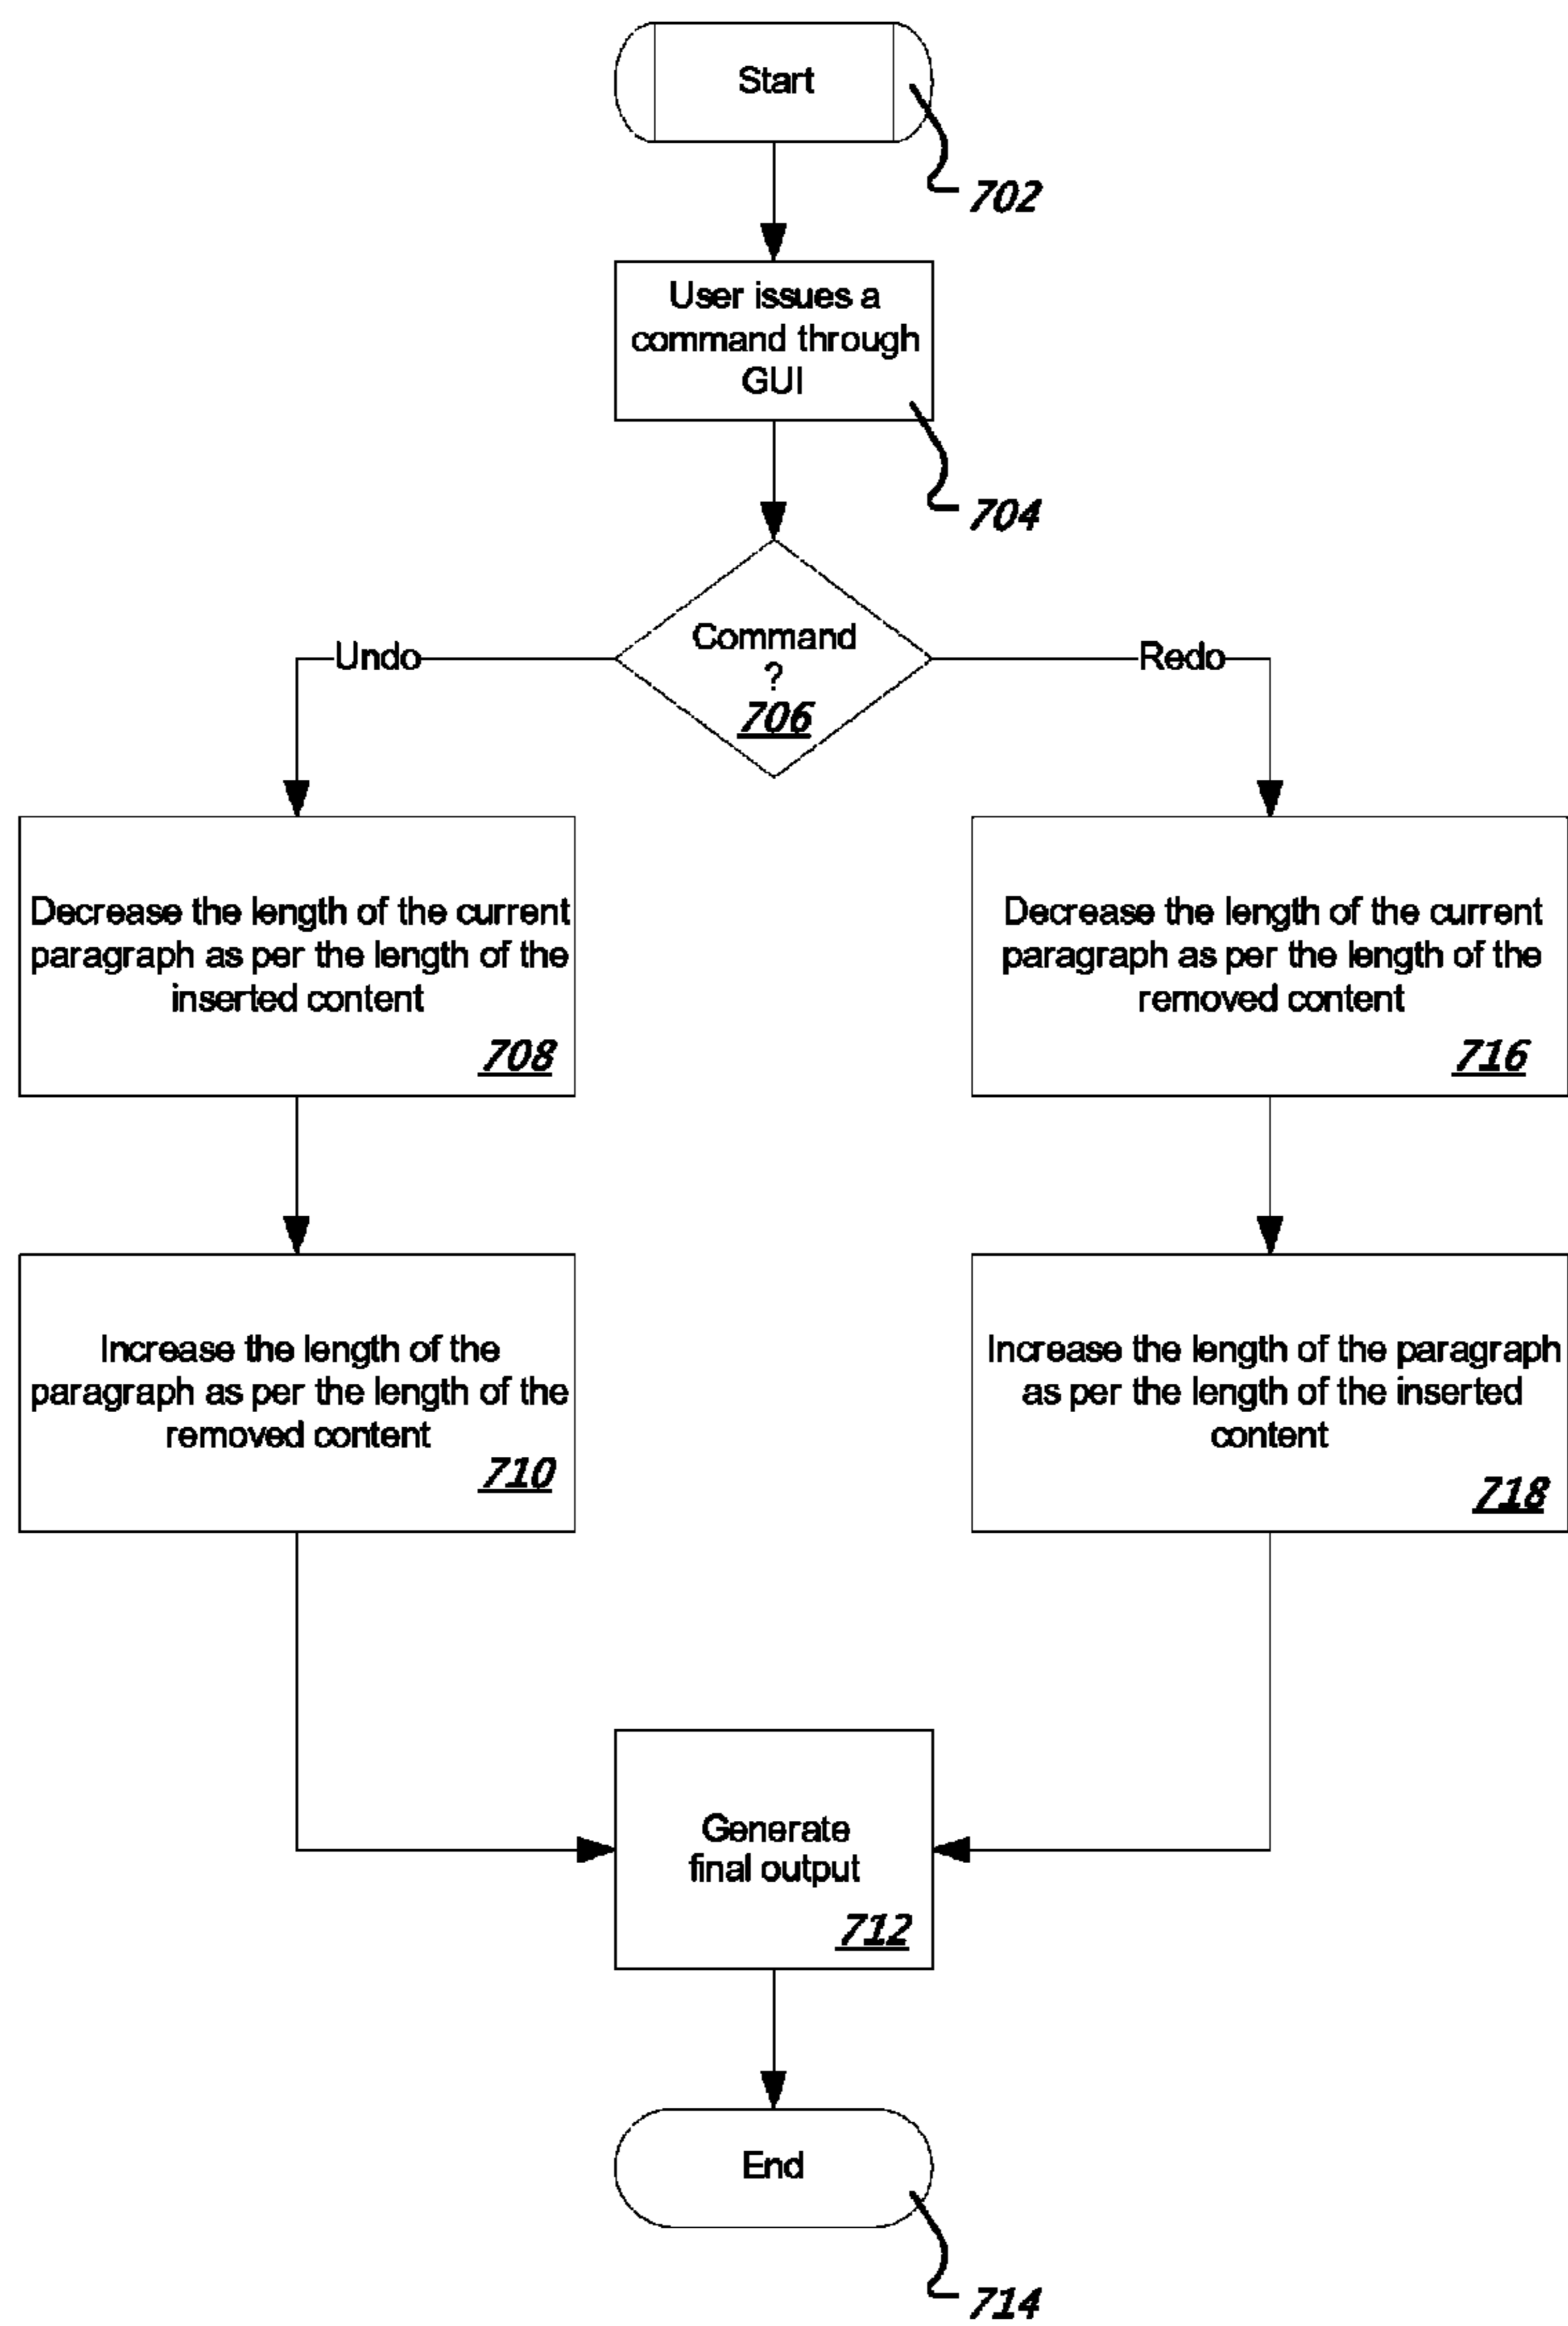 Start
702
User issues a
command through
GUI
704
Command
?
706
Undo
Redo
Decrease the length of the current
paragraph as per the length of the
inserted content
708
Decrease the length of the current
paragraph as per the length of the
removed content
716
Increase the length of the
paragraph as per the length of the
removed content
710
Increase the length of the paragraph
as per the length of the inserted
content
718
Generate
final output
712
End
714